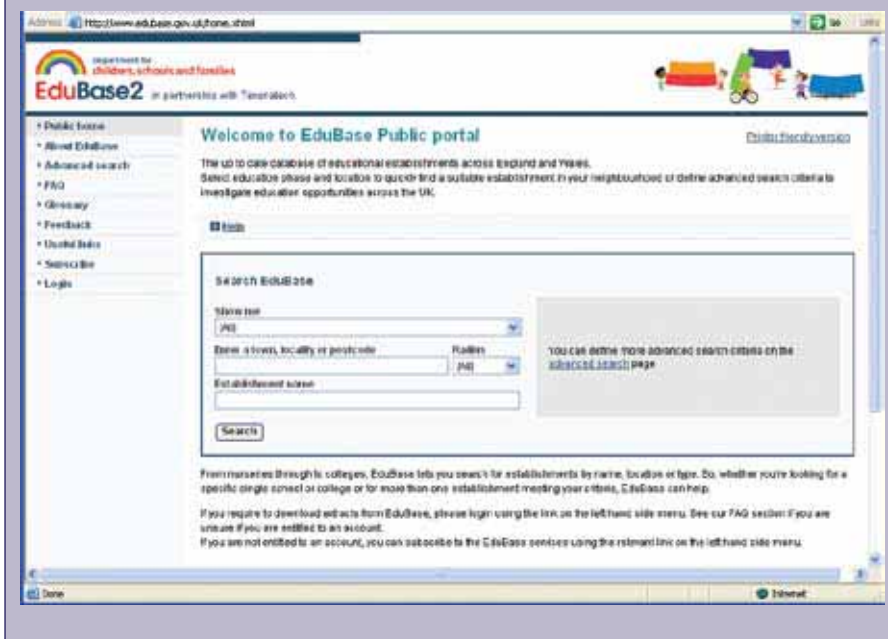 Address http://www.edubase.gov.uk/home.xhtml Go Links
department for
children, schools and families
EduBase2 in partnership with Tenuratech
Public home
About EduBase
Advanced search
FAQ
Glossary
Feedback
Useful links
Subscribe
Login
Welcome to EduBase Public portal
Printer friendly version
The up to date database of educational establishments across England and Wales.
Select education phase and location to quickly find a suitable establishment in your neighbourhood or define advanced search criteria to
investigate education opportunities across the UK.
Help
Search EduBase
Show me
(All)
Enter a town, locality or postcode Radius
(All)
Establishment name
Search
You can define more advanced search criteria on the
advanced search page
From nurseries through to colleges, EduBase lets you search for establishments by name, location or type. So, whether you're looking for a
specific single school or college or for more than one establishment meeting your criteria, EduBase can help.
If you require to download extracts from EduBase, please login using the link on the left hand side menu. See our FAQ section if you are
unsure if you are entitled to an account.
If you are not entitled to an account, you can subscribe to the EduBase services using the relevant link on the left hand side menu.
Done Internet